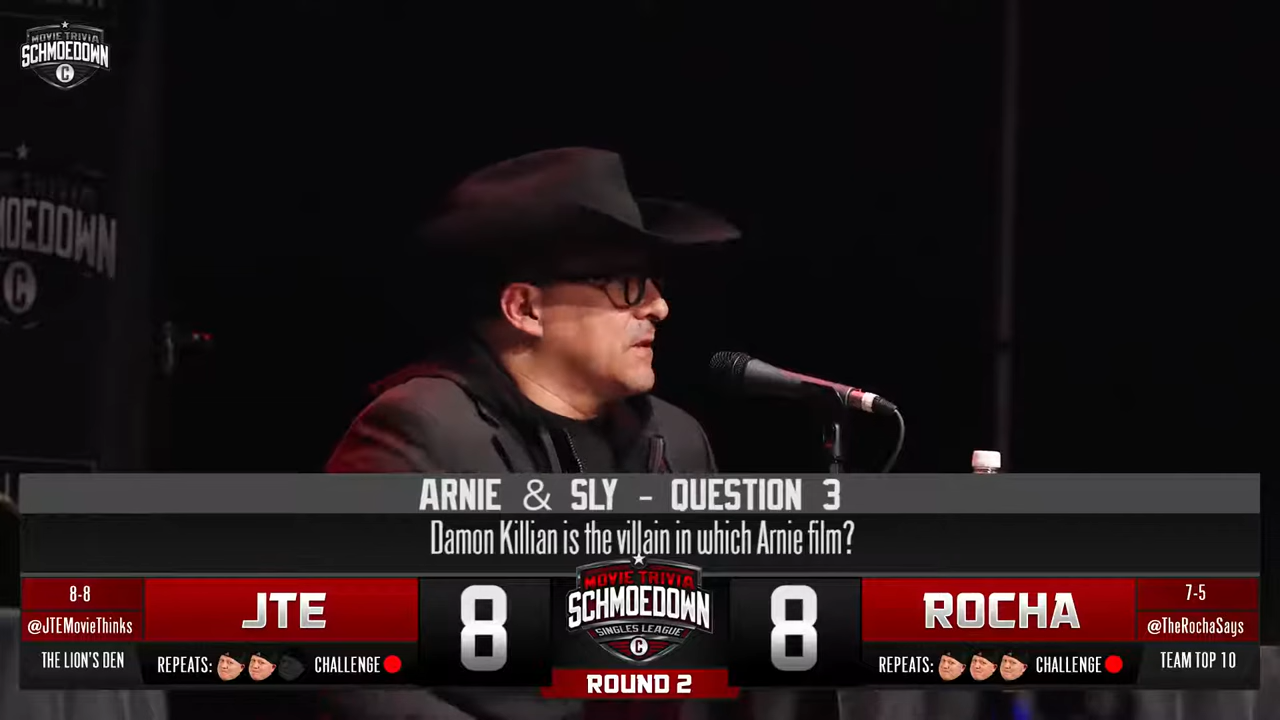 MOVIE TRIVIA
SCHMOEDOWN
C
MOEDOWN
C
ARNIE & SLY - QUESTION 3
Damon Killian is the villain in which Arnie film?
8-8
@JTEMovieThinks
THE LION'S DEN
JTE
REPEATS:
CHALLENGE
8
MOVIE TRIVIA
SCHMOEDOWN
SINGLES LEAGUE
C
ROUND 2
8
ROCHA
REPEATS:
CHALLENGE
7-5
@TheRochaSays
TEAM TOP 10